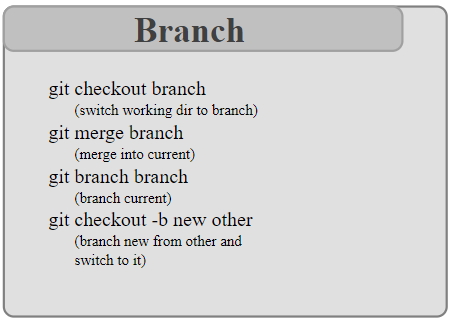 Branch
git checkout branch
(switch working dir to branch)
git merge branch
(merge into current)
git branch branch
(branch current)
git checkout -b new other
(branch new from other and
switch to it)